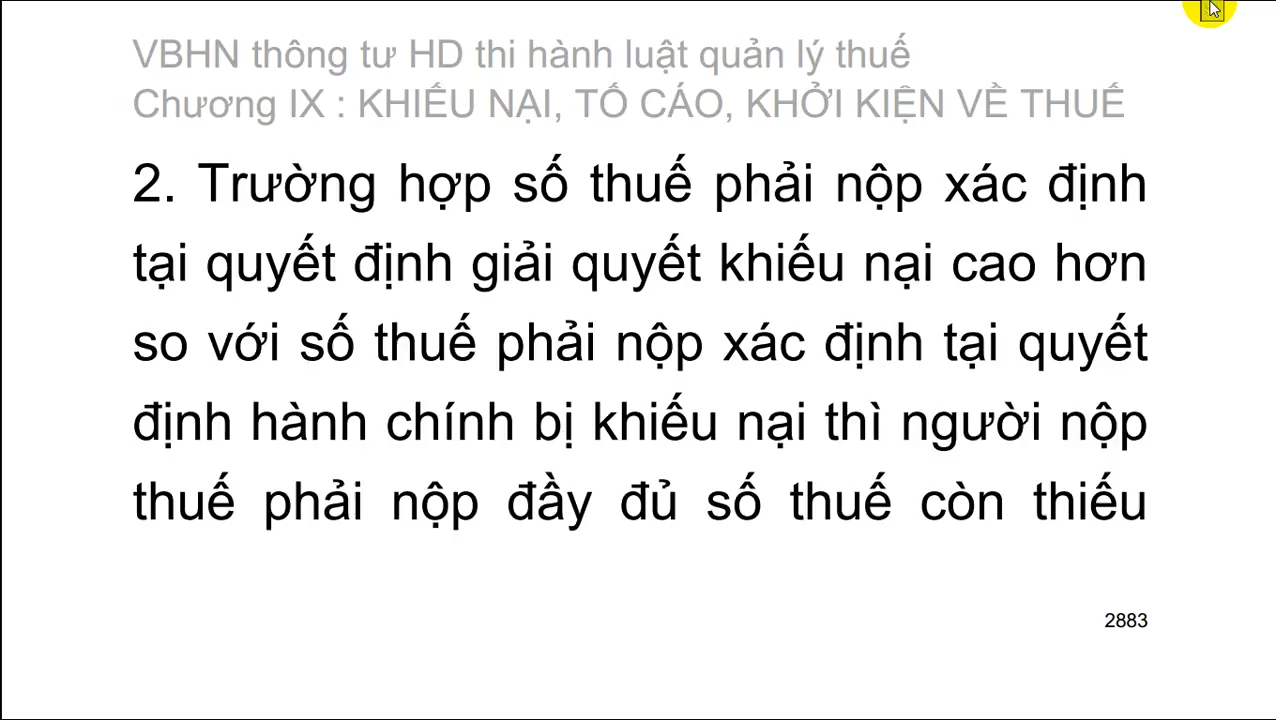 VBHN thông tư HD thi hành luật quản lý thuế
Chương IX : KHIẾU NẠI, TỐ CÁO, KHỞI KIỆN VỀ THUẾ
2. Trường hợp số thuế phải nộp xác định
tại quyết định giải quyết khiếu nại cao hơn
so với số thuế phải nộp xác định tại quyết
định hành chính bị khiếu nại thì người nộp
thuế phải nộp đầy đủ số thuế còn thiếu
2883